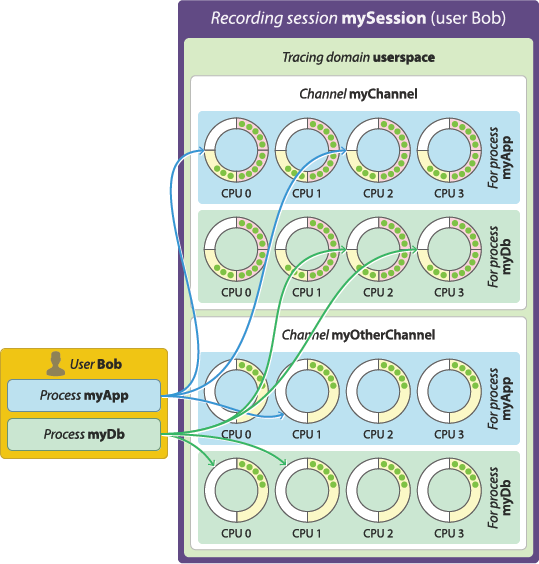 Recording session mySession (user Bob)
Tracing domain userspace
Channel myChannel
CPU 0 CPU 1 CPU 2 CPU 3
For process
myApp
CPU 0 CPU 1 CPU 2 CPU 3
For process
myDb
Channel myOtherChannel
CPU 0 CPU 1 CPU 2 CPU 3
For process
myApp
CPU 0 CPU 1 CPU 2 CPU 3
For process
myDb
User Bob
Process myApp
Process myDb